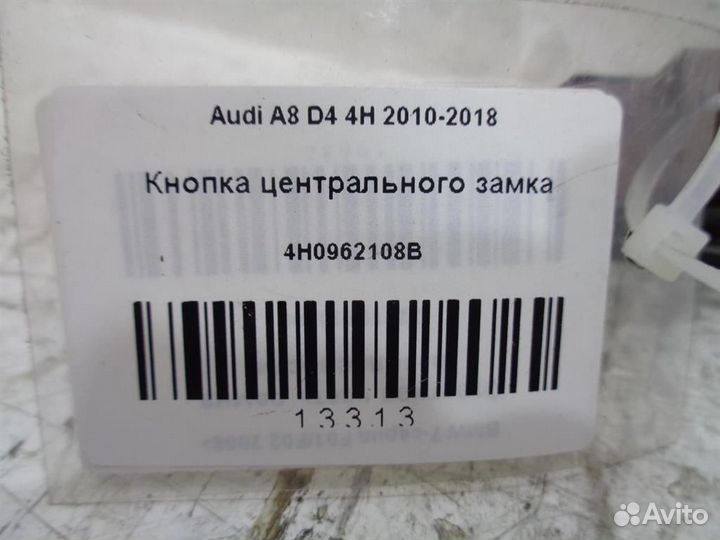 Audi A8 D4 4H 2010-2018
Кнопка центрального замка
4H0962108B
13313
Avito